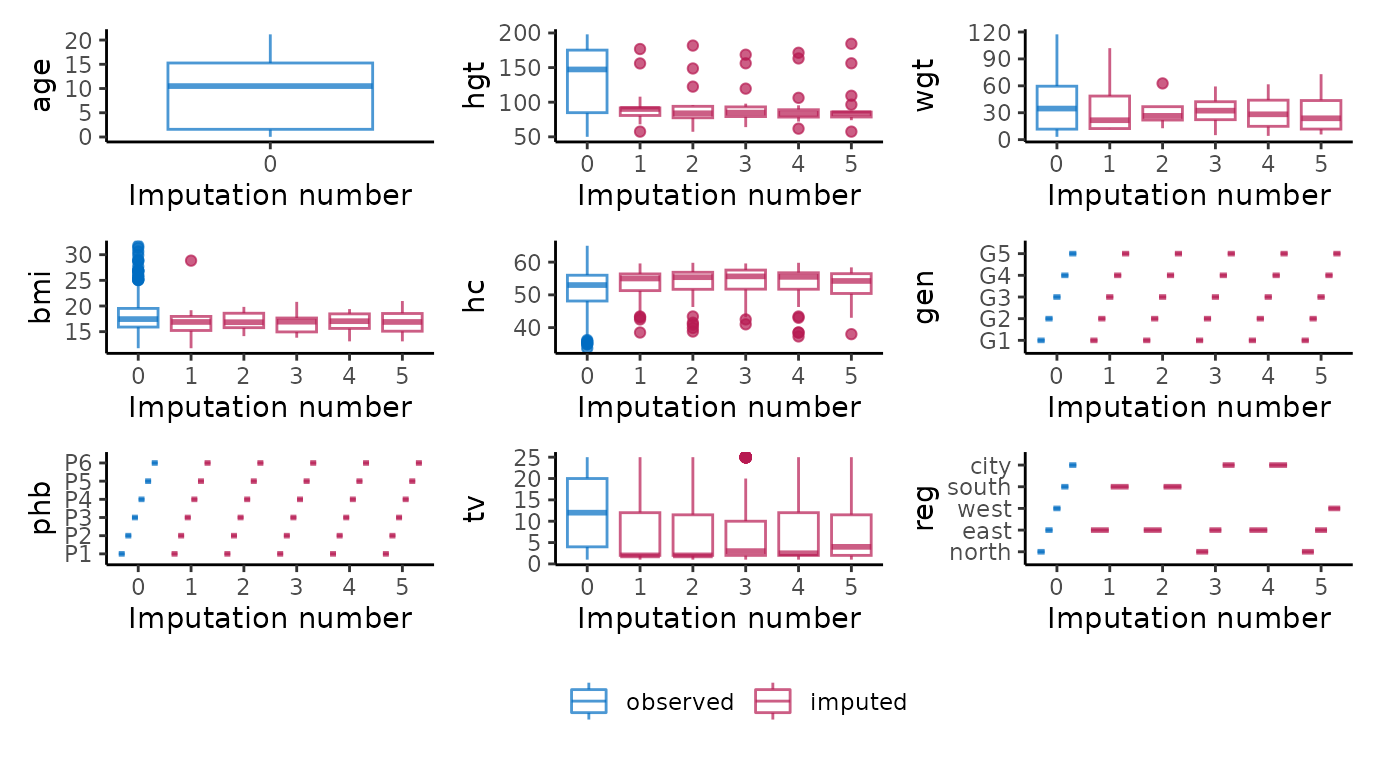 age
20
15
10
5
0
0
Imputation number
hgt
200
150
100
50
0 1 2 3 4 5
Imputation number
wgt
120
90
60
30
0
0 1 2 3 4 5
Imputation number
bmi
30
25
20
15
0 1 2 3 4 5
Imputation number
hc
60
50
40
0 1 2 3 4 5
Imputation number
gen
G5
G4
G3
G2
G1
0 1 2 3 4 5
Imputation number
phb
P6
P5
P4
P3
P2
P1
0 1 2 3 4 5
Imputation number
tv
25
20
15
10
5
0
0 1 2 3 4 5
Imputation number
reg
city
south
west
east
north
0 1 2 3 4 5
Imputation number
observed imputed